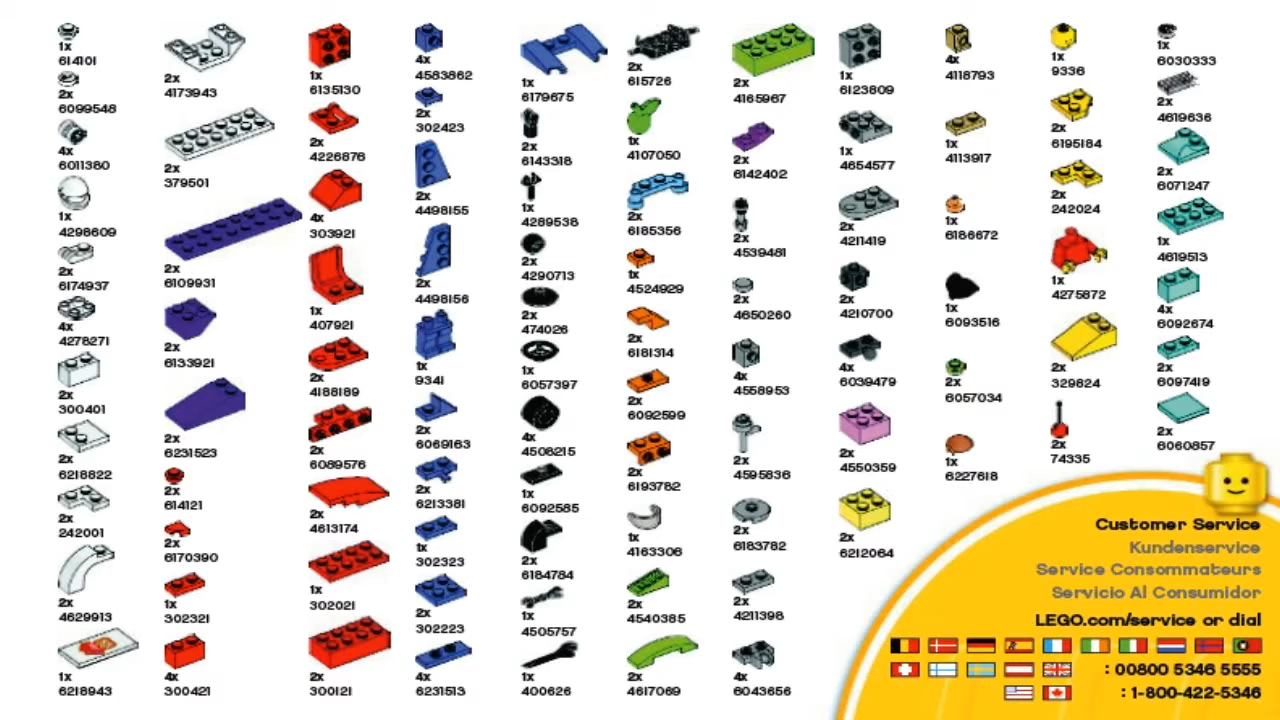 1x
614101
2x
6099548
4x
6011380
1x
4298609
2x
6174937
4x
4278271
2x
300401
2x
6218822
2x
242001
2x
4629913
1x
6218943
2x
4173943
2x
379501
2x
6109931
2x
6133921
2x
6231523
2x
614121
2x
6170390
1x
302321
4x
300421
1x
6135130
2x
4226876
4x
303921
1x
407921
2x
4188189
2x
6089576
2x
4613174
1x
302021
2x
300121
4x
4583862
2x
302423
2x
4498155
2x
4498156
1x
9341
2x
6069163
2x
6213381
1x
302323
2x
302223
4x
6231513
1x
6179675
2x
6143318
1x
4289538
2x
4290713
2x
474026
1x
6057397
4x
4508215
1x
6092585
2x
6184784
1x
4505757
1x
400626
2x
615726
1x
4107050
2x
6185356
1x
4524929
2x
6181314
2x
6092599
2x
6193782
1x
4163306
2x
4540385
2x
4617069
2x
4165967
2x
6142402
2x
4539481
2x
4650260
4x
4558953
2x
4595636
2x
6183782
2x
4211398
4x
6043656
1x
6123809
1x
4654577
2x
4211419
2x
4210700
4x
6039479
2x
4550359
2x
6212064
4x
4118793
1x
4113917
1x
6186672
1x
6093516
2x
6057034
1x
6227618
1x
9336
2x
6195184
2x
242024
1x
4275872
2x
329824
2x
74335
1x
6030333
2x
4619636
2x
6071247
1x
4619513
4x
6092674
2x
6097419
2x
6060857
Customer Service
Kundenservice
Service Consommateurs
Servicio Al Consumidor
LEGO.com/service or dial
: 00800 5346 5555
: 1-800-422-5346